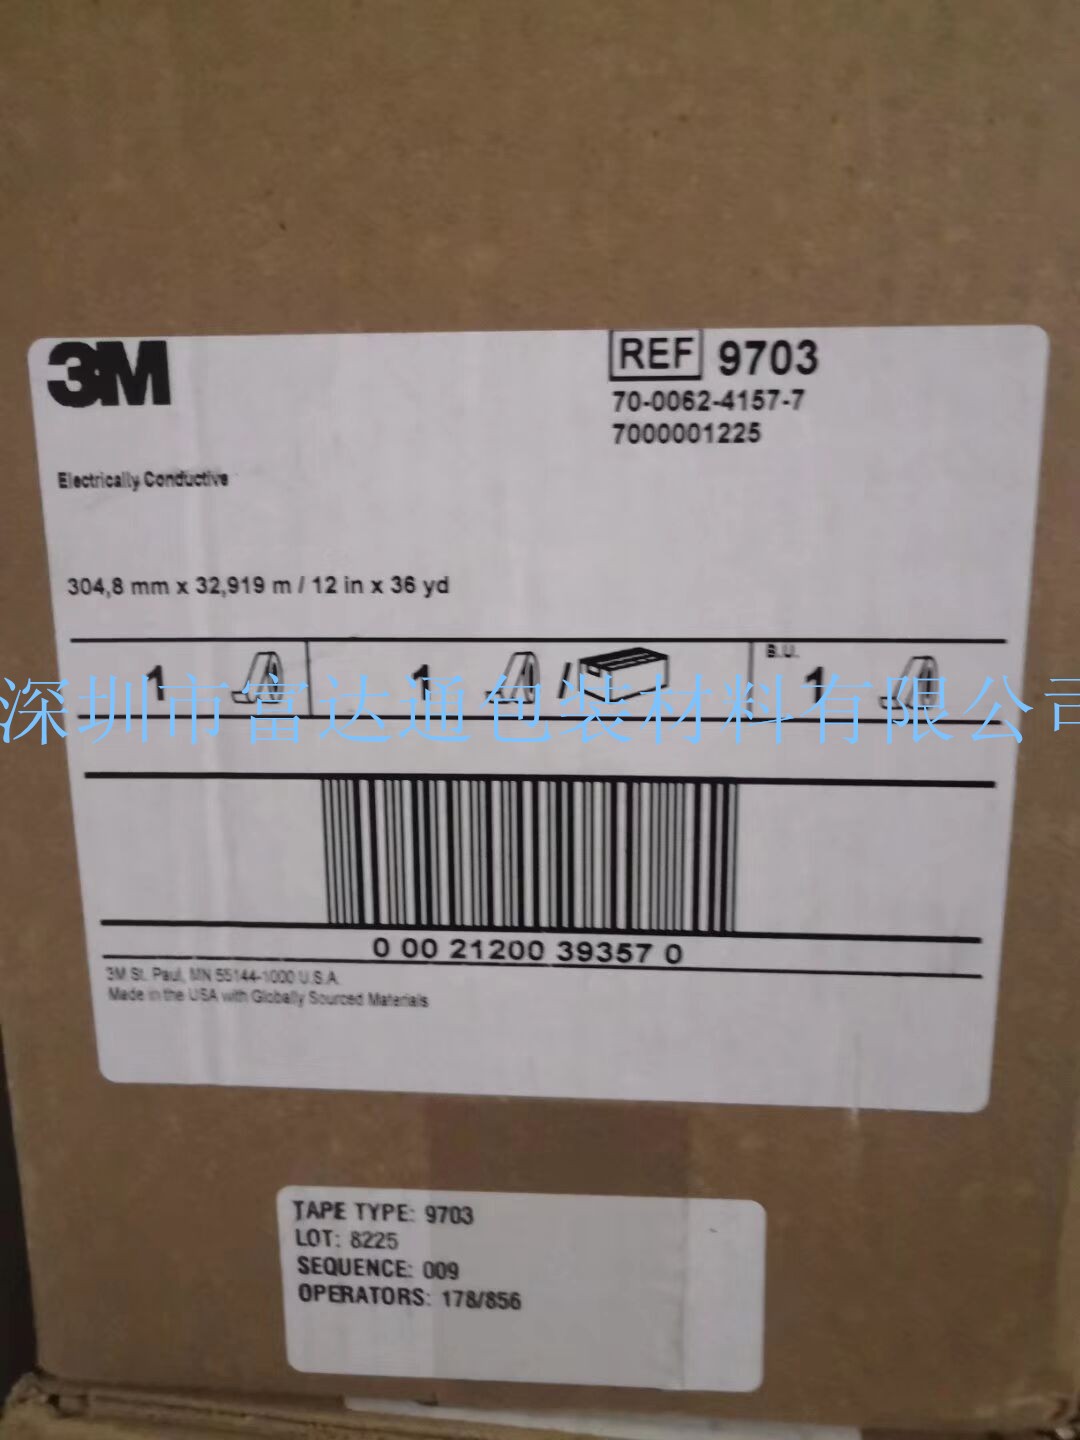 3M
REF 9703
70-0062-4157-7
7000001225
Electrically Conductive
304,8 mm x 32,919 m / 12 in x 36 yd
B.U.
1 1 / 1
深圳市富达通包装材料有限公司
0 00 21200 39357 0
3M St. Paul, MN 55144-1000 U.S.A.
Made in the USA with Globally Sourced Materials
TAPE TYPE: 9703
LOT: 8225
SEQUENCE: 009
OPERATORS: 178/856